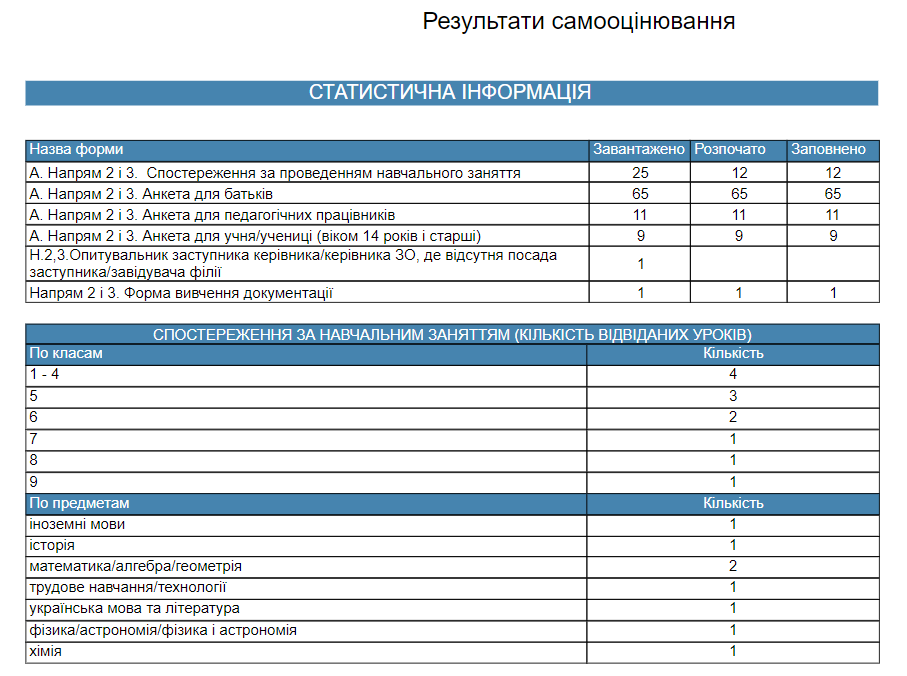 Результати самооцінювання
СТАТИСТИЧНА ІНФОРМАЦІЯ
Назва форми Завантажено Розпочато Заповнено
А. Напрям 2 і 3. Спостереження за проведенням навчального заняття 25 12 12
А. Напрям 2 і 3. Анкета для батьків 65 65 65
А. Напрям 2 і 3. Анкета для педагогічних працівників 11 11 11
А. Напрям 2 і 3. Анкета для учня/учениці (віком 14 років і старші) 9 9 9
Н.2,3.Опитувальник заступника керівника/керівника ЗО, де відсутня посада
заступника/завідувача філії 1
Напрям 2 і 3. Форма вивчення документації 1 1 1
СПОСТЕРЕЖЕННЯ ЗА НАВЧАЛЬНИМ ЗАНЯТТЯМ (КІЛЬКІСТЬ ВІДВІДАНИХ УРОКІВ)
По класам Кількість
1 - 4 4
5 3
6 2
7 1
8 1
9 1
По предметам Кількість
іноземні мови 1
історія 1
математика/алгебра/геометрія 2
трудове навчання/технології 1
українська мова та література 1
фізика/астрономія/фізика і астрономія 1
хімія 1